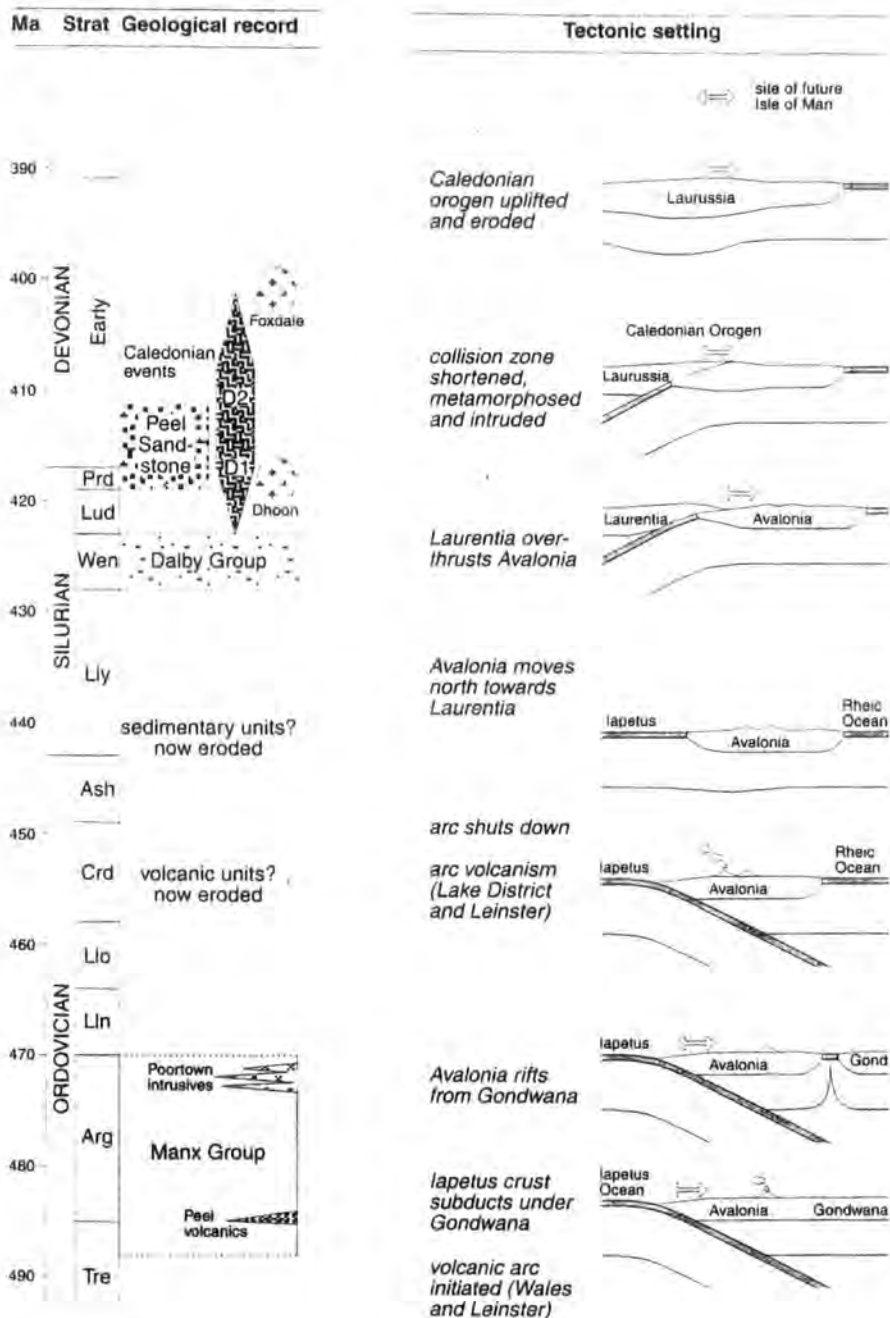 Ma Strat Geological record
Tectonic setting
site of future
Isle of Man
390
400
410
420
430
440
450
460
470
480
490
DEVONIAN
SILURIAN
ORDOVICIAN
Early
Prd
Lud
Wen
Lly
Ash
Crd
Llo
Lln
Arg
Tre
Foxdale
Caledonian
events
D2
Peel
Sand-
stone
D1
Dhoon
Dalby Group
sedimentary units?
now eroded
volcanic units?
now eroded
Poortown
intrusives
Manx Group
Peel
volcanics
Caledonian
orogen uplifted
and eroded
Laurussia
Caledonian Orogen
collision zone
shortened,
metamorphosed
and intruded
Laurussia
Laurentia over-
thrusts Avalonia
Laurentia
Avalonia
Avalonia moves
north towards
Laurentia
Iapetus
Avalonia
Rheic
Ocean
arc shuts down
arc volcanism
(Lake District
and Leinster)
Iapetus
Avalonia
Rheic
Ocean
Avalonia rifts
from Gondwana
Iapetus
Avalonia
Gond
Iapetus crust
subducts under
Gondwana
Iapetus
Ocean
Avalonia
Gondwana
volcanic arc
initiated (Wales
and Leinster)